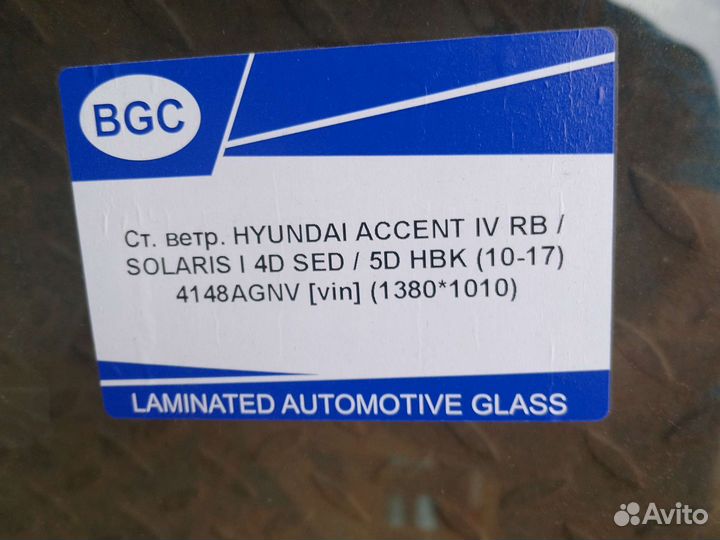 BGC
Ст. ветр. HYUNDAI ACCENT IV RB /
SOLARIS I 4D SED / 5D HBK (10-17)
4148AGNV [vin] (1380*1010)
LAMINATED AUTOMOTIVE GLASS
Avito